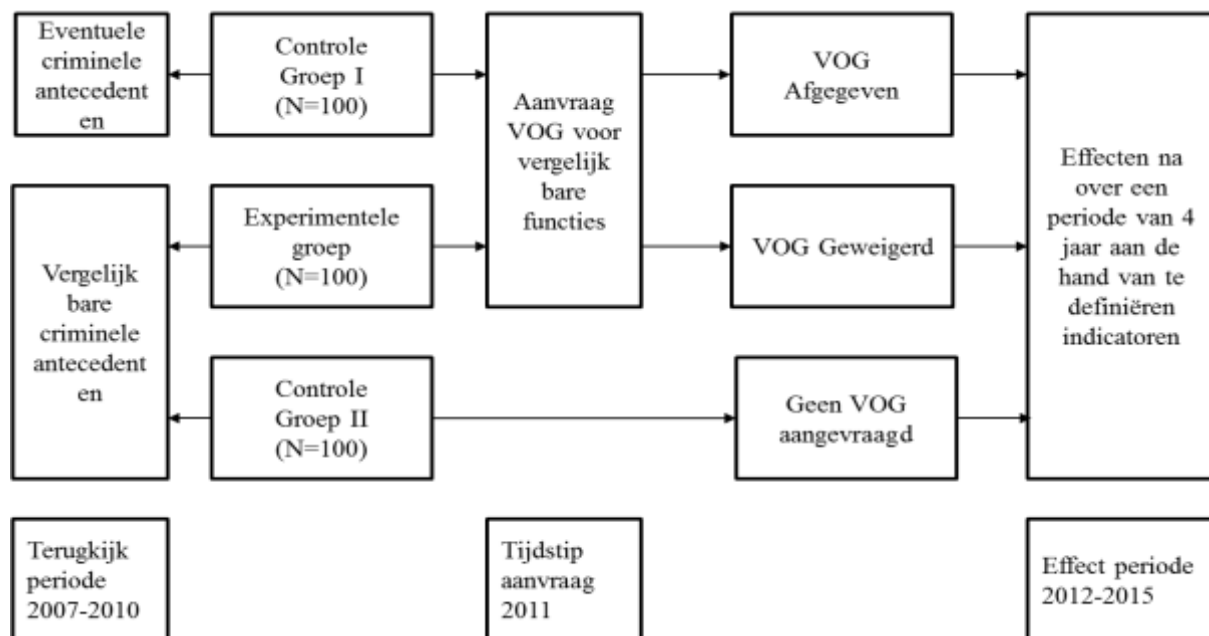 Eventuele
criminele
antecedent
en
Controle
Groep I
(N=100)
Aanvraag
VOG voor
vergelijk
bare
functies
VOG
Afgegeven
Effecten na
over een
periode van 4
jaar aan de
hand van te
definiëren
indicatoren
Vergelijk
bare
criminele
antecedent
en
Experimentele
groep
(N=100)
VOG Geweigerd
Controle
Groep II
(N=100)
Geen VOG
aangevraagd
Terugkijk
periode
2007-2010
Tijdstip
aanvraag
2011
Effect periode
2012-2015